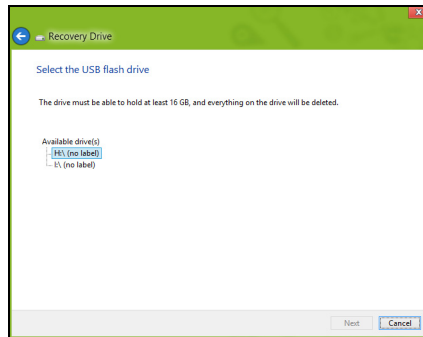 Recovery Drive
Select the USB flash drive
The drive must be able to hold at least 16 GB, and everything on the drive will be deleted.
Available drive(s)
H:\ (no label)
I:\ (no label)
Next
Cancel